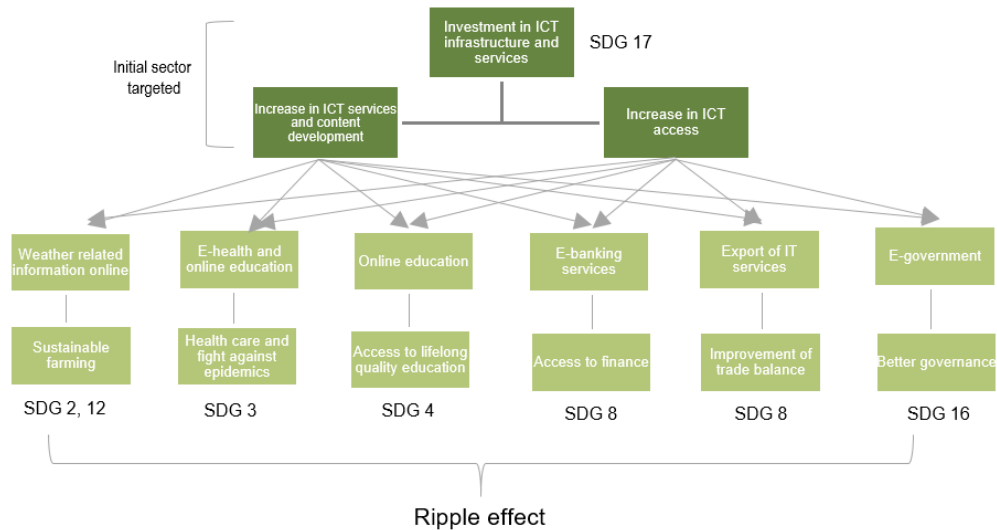 Investment in ICT
infrastructure and
services
SDG 17
Initial sector
targeted
Increase in ICT services
and content
development
Increase in ICT
access
Weather related
information online
E-health and
online education
Online education
E-banking
services
Export of IT
services
E-government
Sustainable
farming
Health care and
fight against
epidemics
Access to lifelong
quality education
Access to finance
Improvement of
trade balance
Better governance
SDG 2, 12
SDG 3
SDG 4
SDG 8
SDG 8
SDG 16
Ripple effect